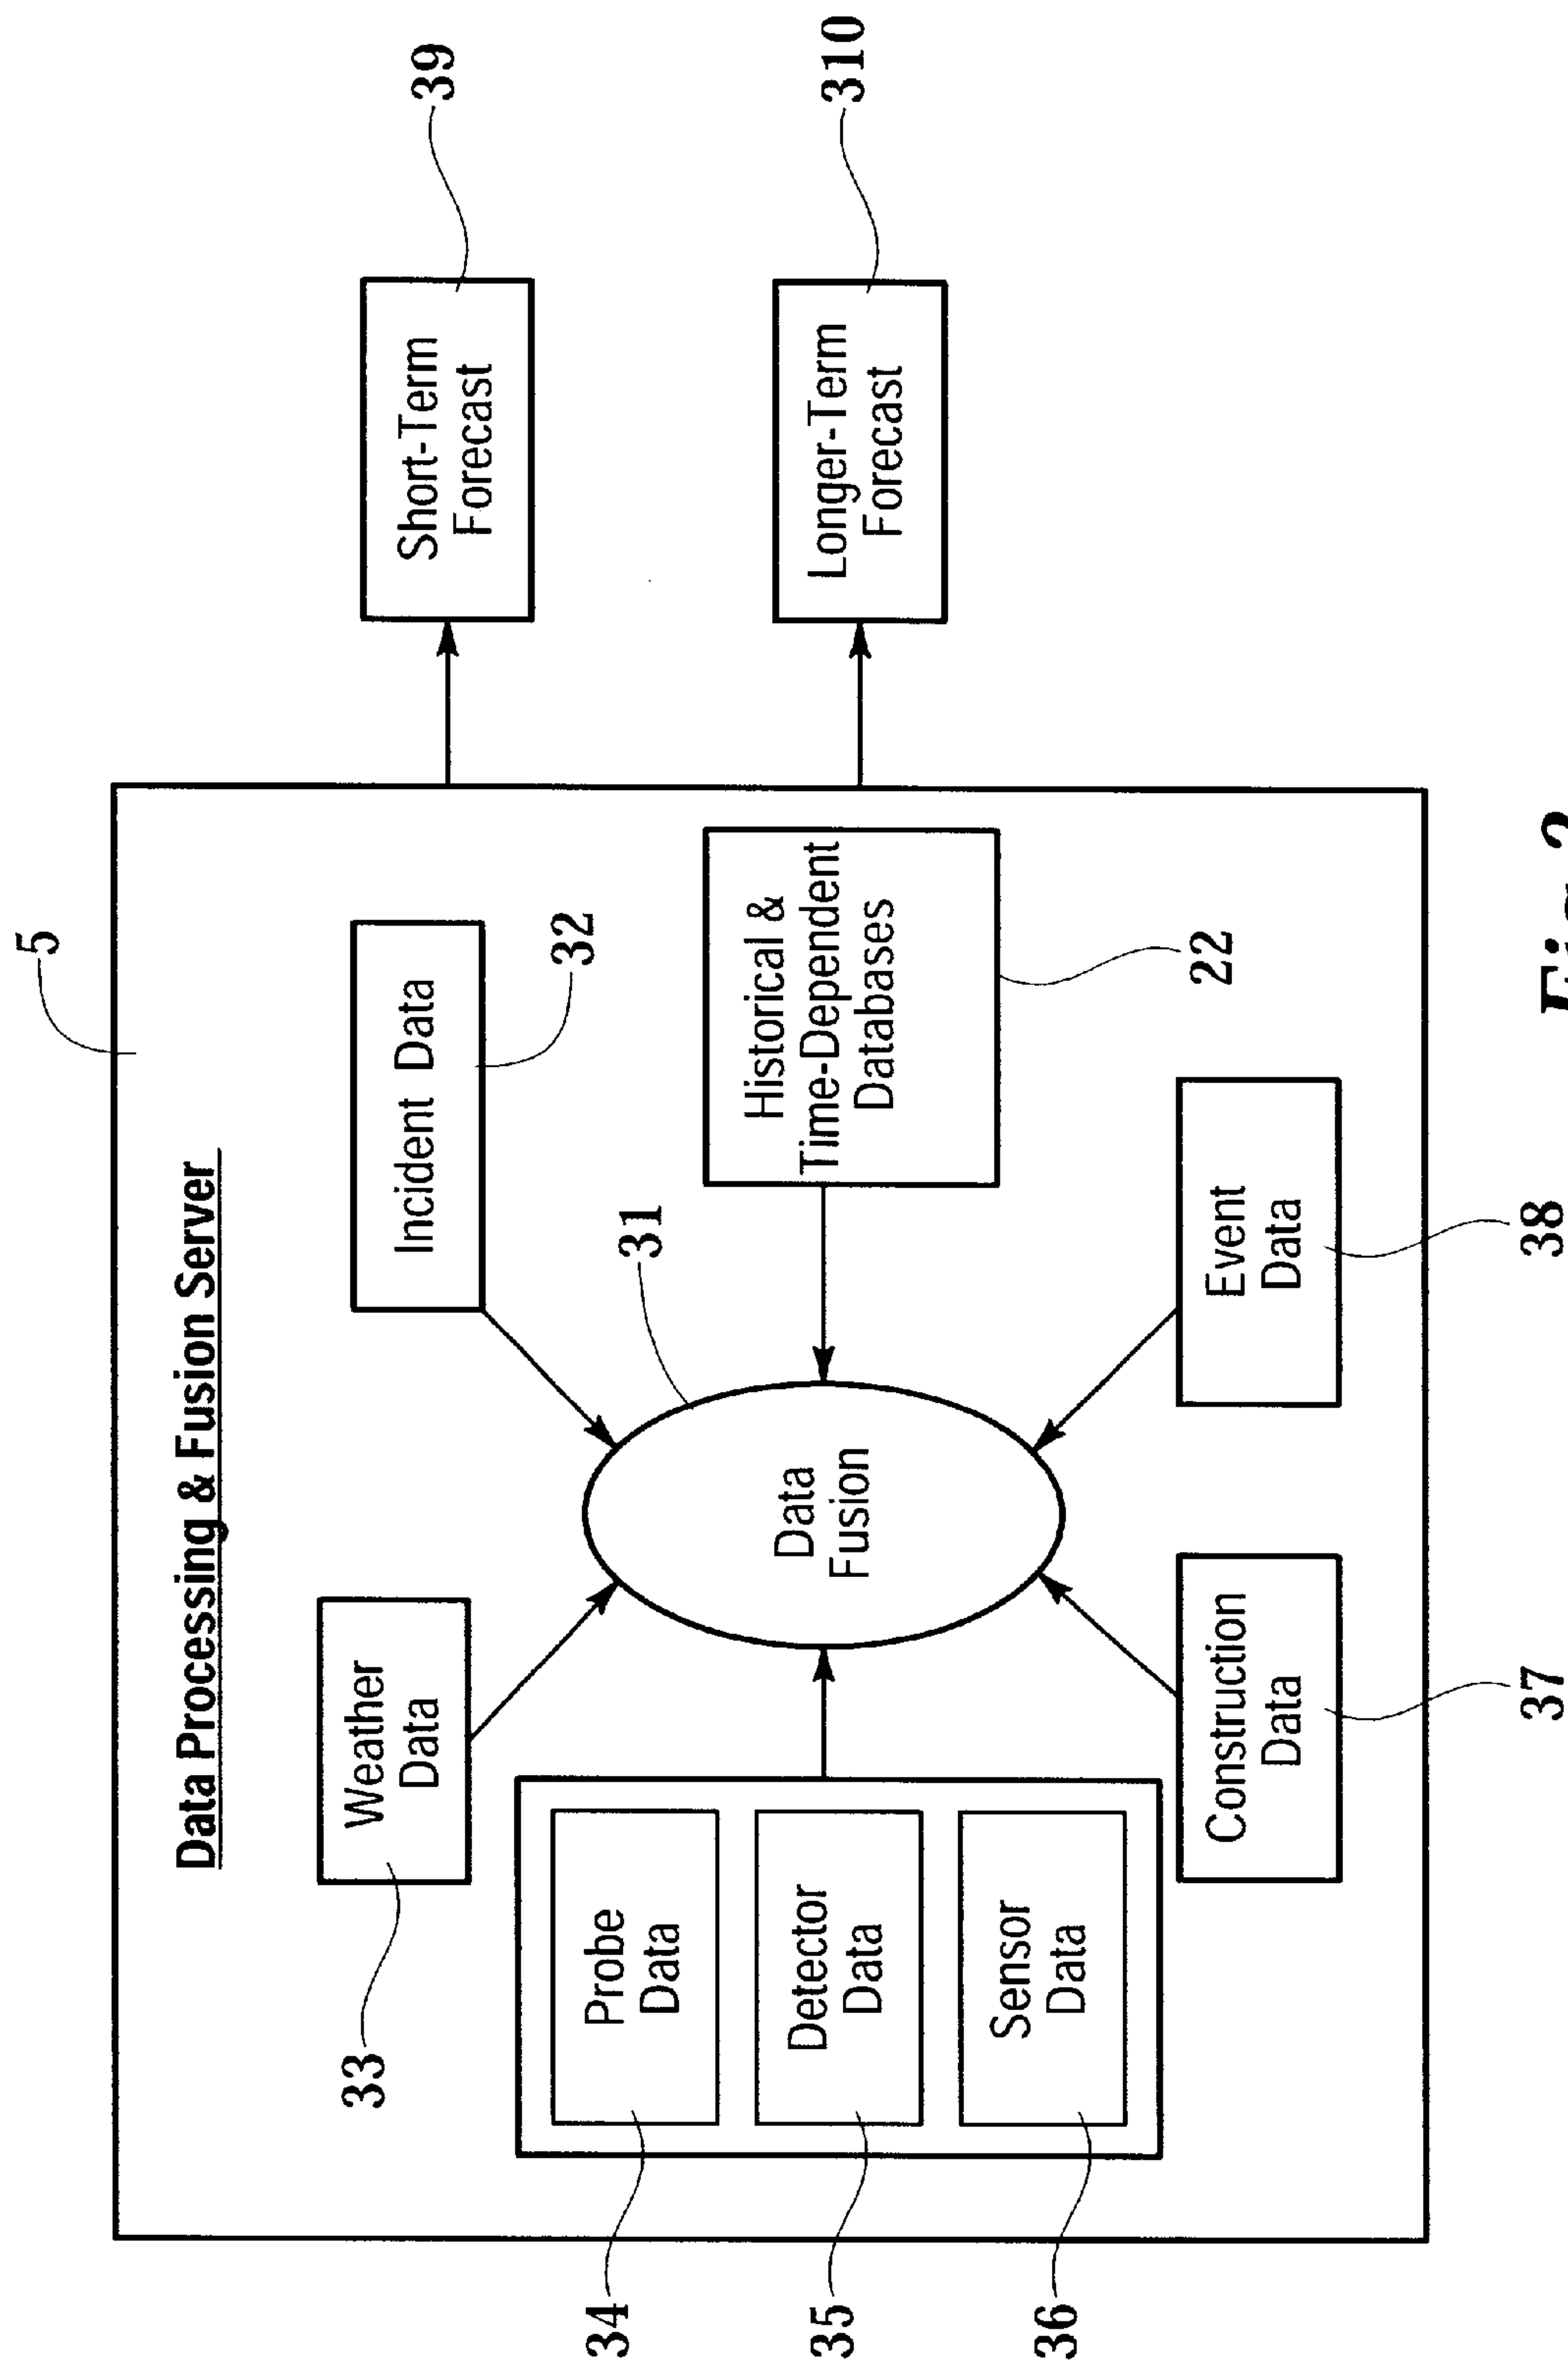 5
Data Processing & Fusion Server
33
Weather
Data
Incident Data
32
Short-Term
Forecast
39
34
Probe
Data
31
35
Detector
Data
Data
Fusion
Historical &
Time-Dependent
Databases
22
Longer-Term
Forecast
310
36
Sensor
Data
Construction
Data
37
Event
Data
38